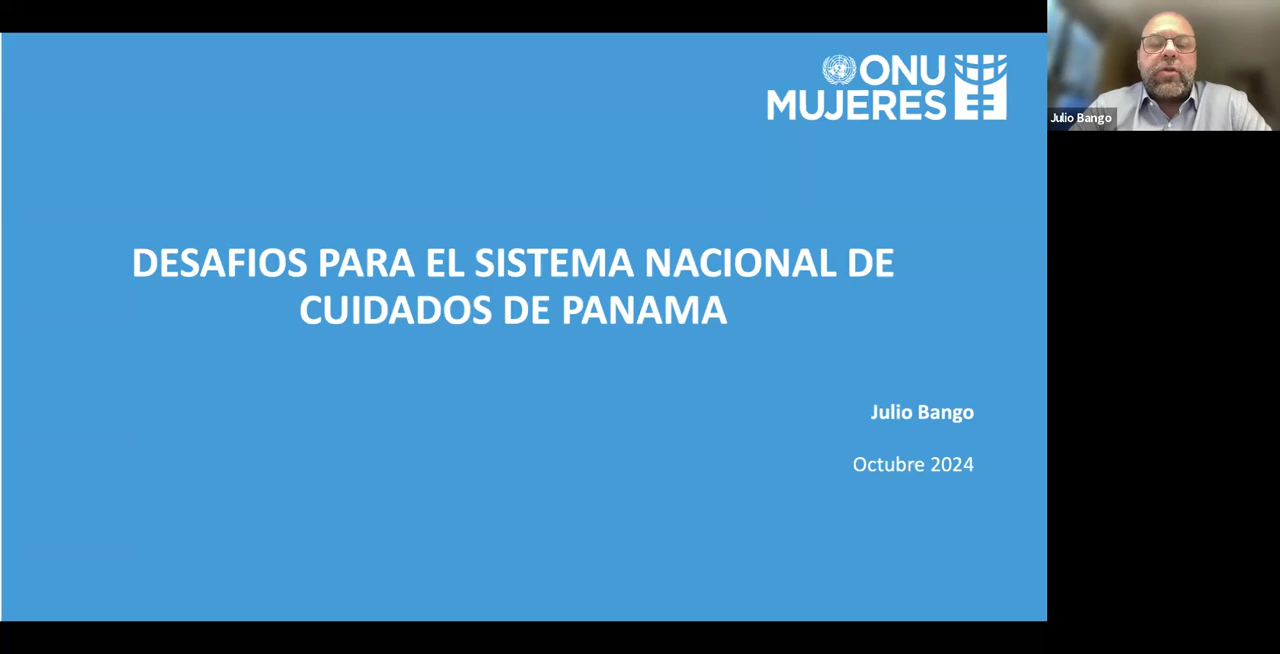 ONU
MUJERES
DESAFIOS PARA EL SISTEMA NACIONAL DE
CUIDADOS DE PANAMA
Julio Bango
Octubre 2024
Julio Bango